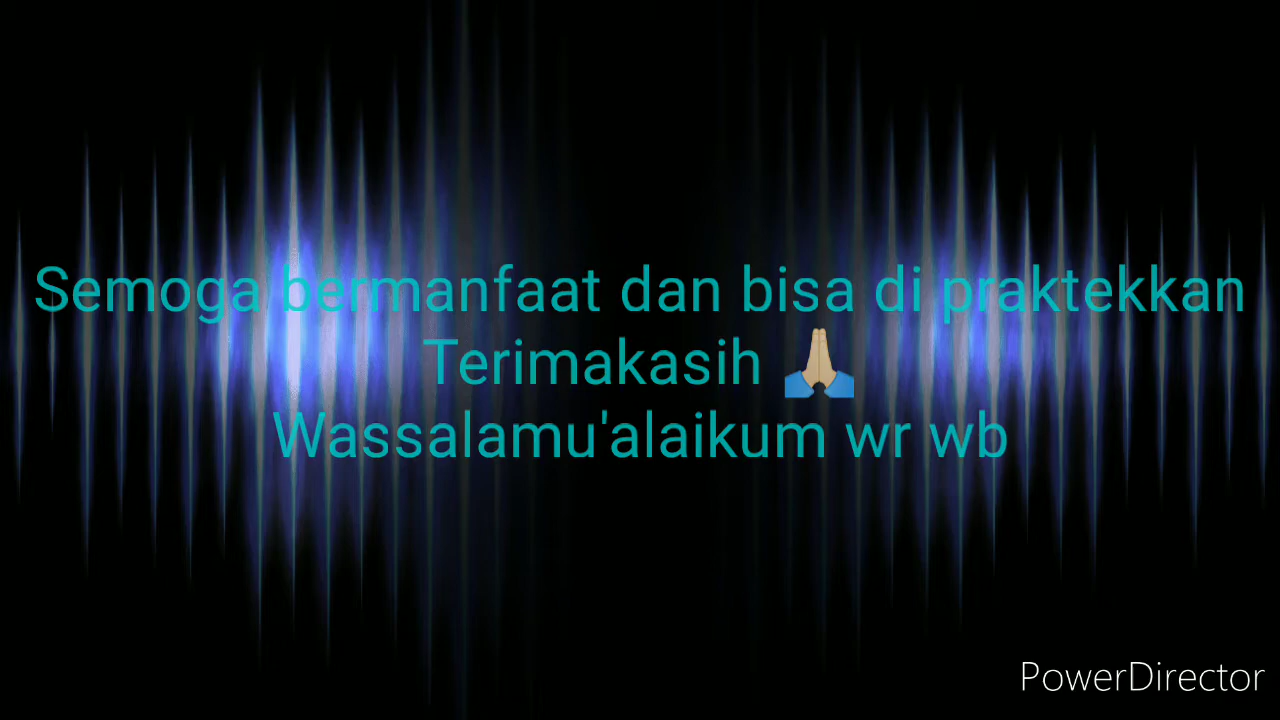 Semoga bermanfaat dan bisa di praktekkan
Terimakasih 🙏🏼
Wassalamu'alaikum wr wb
PowerDirector